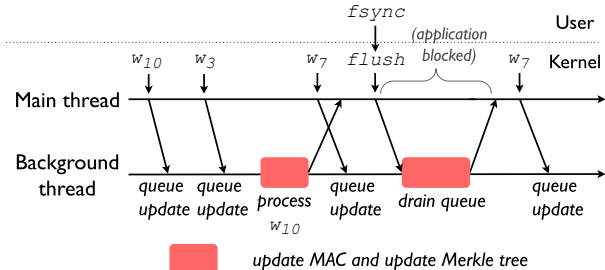 fsync
User
(application
blocked)
w10
w3
w7
flush
w7
Kernel
Main thread
Background
thread
queue
update
queue
update
process
w10
queue
update
drain queue
queue
update
update MAC and update Merkle tree